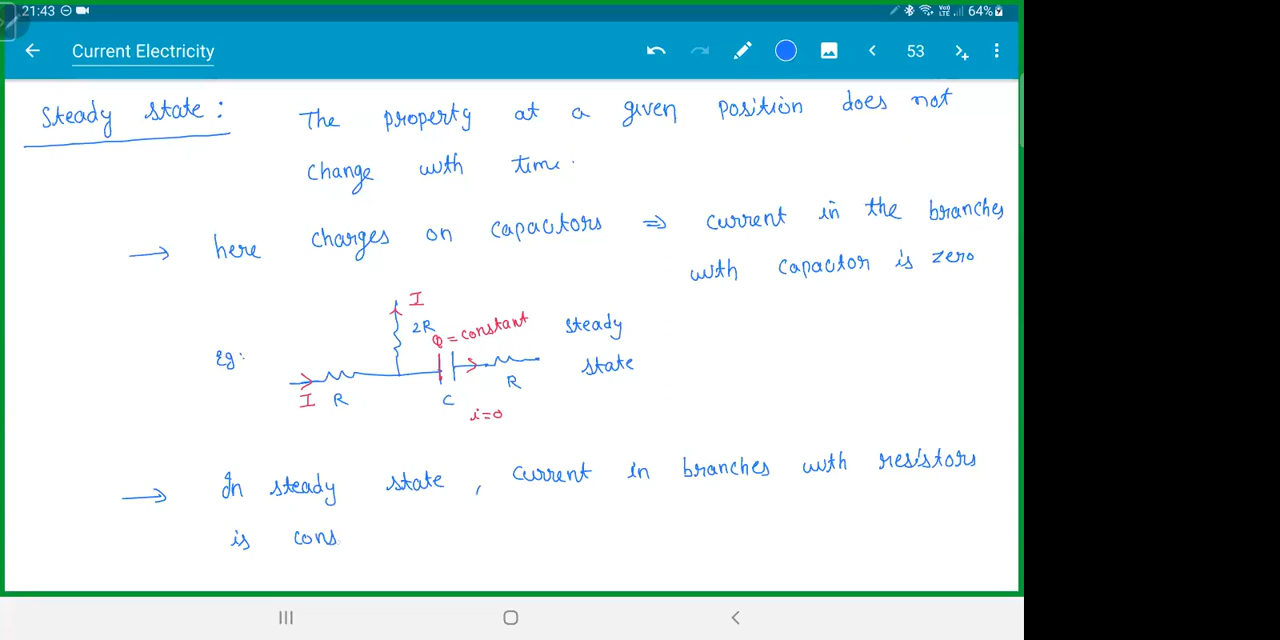 21:43 64%
Current Electricity 53
Steady state : The property at a given position does not
change with time.
→ here charges on capactors ⇒ current in the branches
with capactor is zero
I
2R Q = constant steady
Eg: state
I R C R
i=0
→ In steady state , current in branches with resistors
is cons